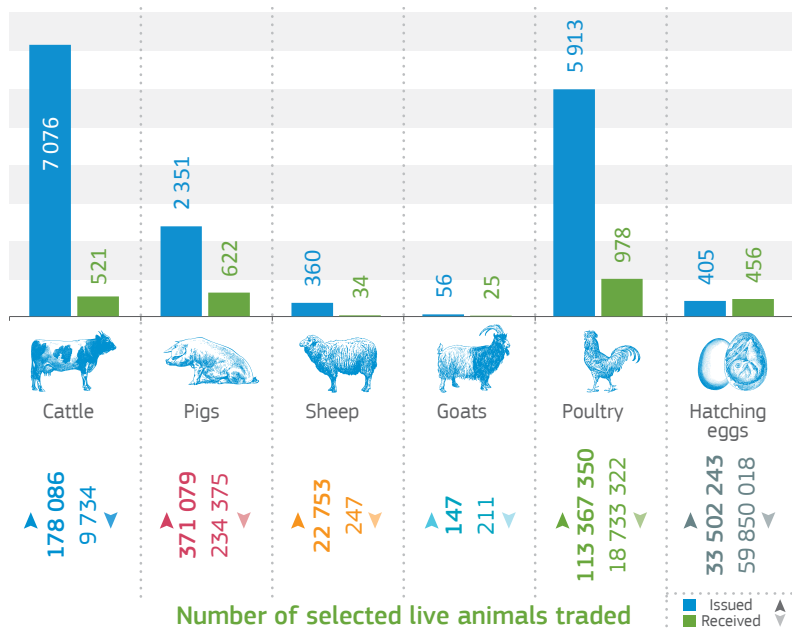 7 076
521
2 351
622
360
34
56
25
5 913
978
405
456
Cattle
Pigs
Sheep
Goats
Poultry
Hatching
eggs
178 086
9 734
371 079
234 375
22 753
247
147
211
113 367 350
18 733 322
33 502 243
59 850 018
Number of selected live animals traded
Issued
Received